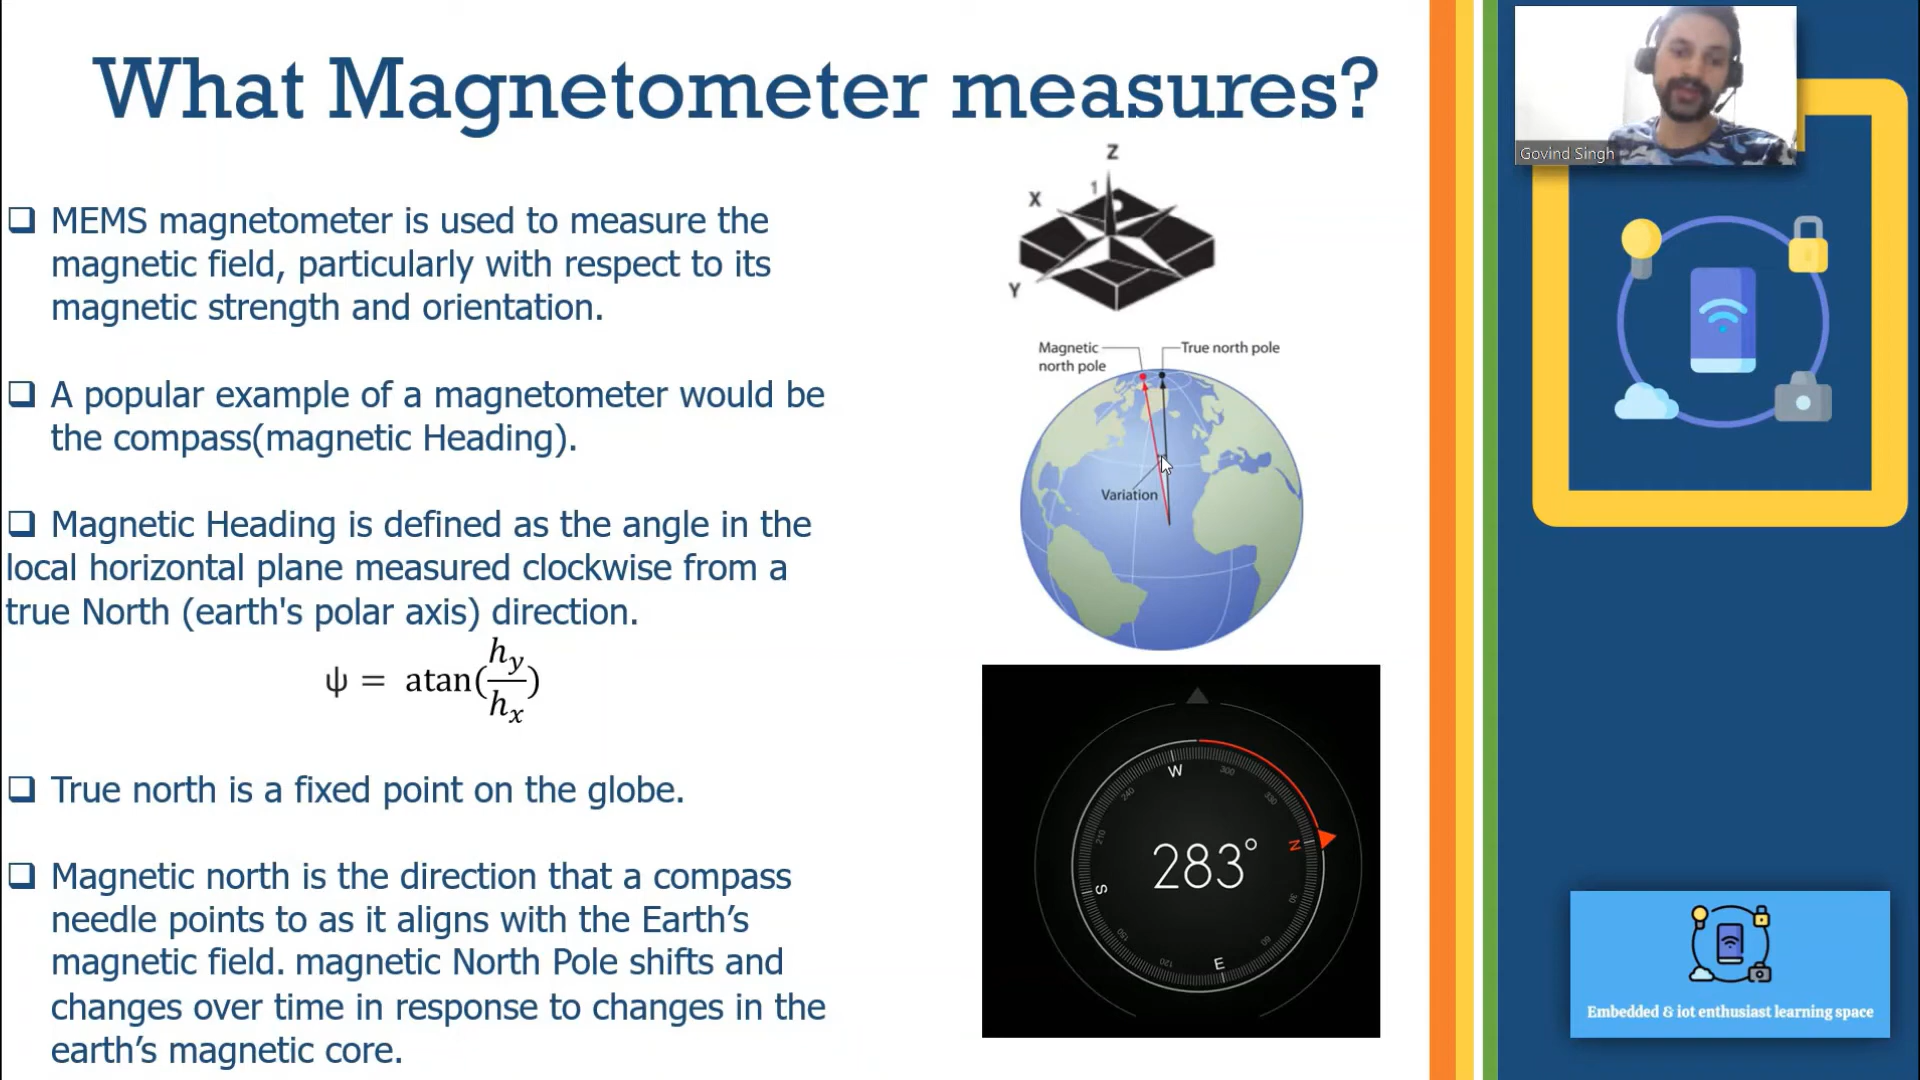 What Magnetometer measures?
Govind Singh
❑ MEMS magnetometer is used to measure the
magnetic field, particularly with respect to its
magnetic strength and orientation.
❑ A popular example of a magnetometer would be
the compass(magnetic Heading).
❑ Magnetic Heading is defined as the angle in the
local horizontal plane measured clockwise from a
true North (earth's polar axis) direction.
ψ = atan(h_y/h_x)
❑ True north is a fixed point on the globe.
❑ Magnetic north is the direction that a compass
needle points to as it aligns with the Earth’s
magnetic field. magnetic North Pole shifts and
changes over time in response to changes in the
earth’s magnetic core.
Z
X
1
Y
Magnetic
north pole
True north pole
Variation
W
300
240
330
210
N
283°
S
30
150
60
120
E
Embedded & iot enthusiast learning space